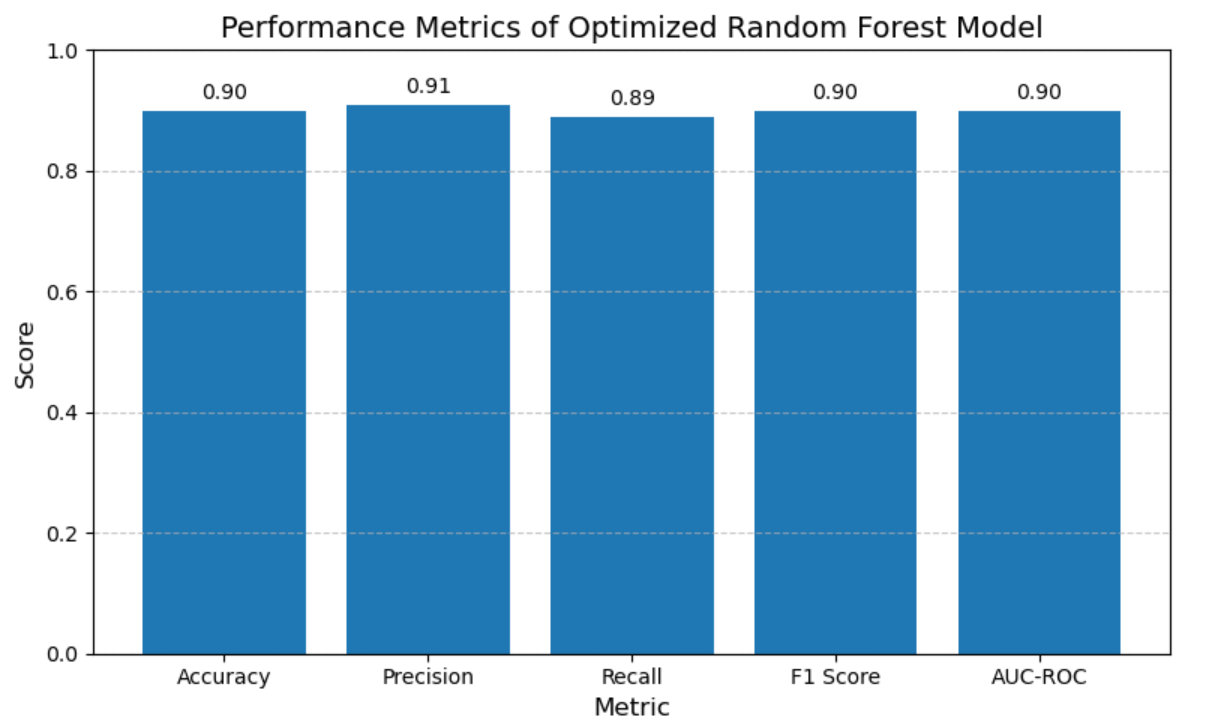 Performance Metrics of Optimized Random Forest Model
1.0
0.8
0.6
0.4
0.2
0.0
Score
0.90
0.91
0.89
0.90
0.90
Accuracy Precision Recall F1 Score AUC-ROC
Metric